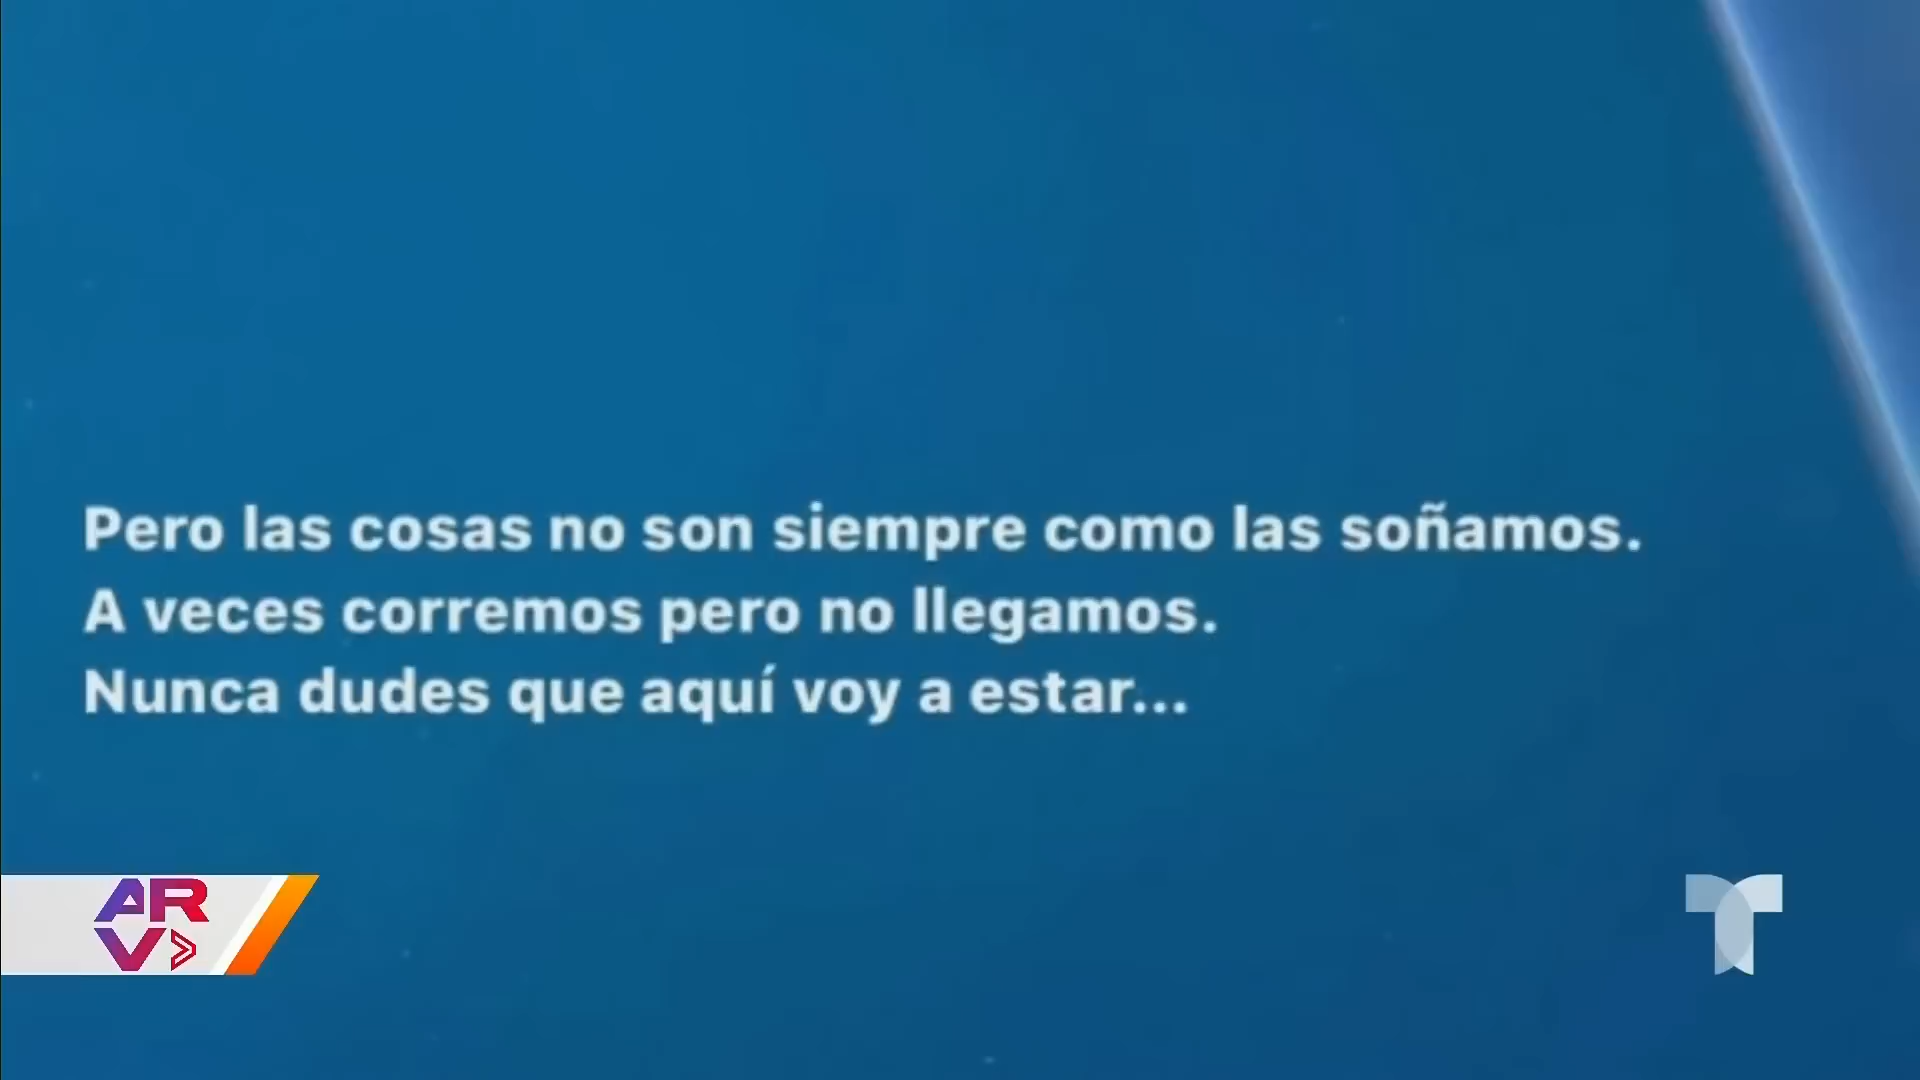 Pero las cosas no son siempre como las soñamos.
A veces corremos pero no llegamos.
Nunca dudes que aquí voy a estar...
AR
V
T